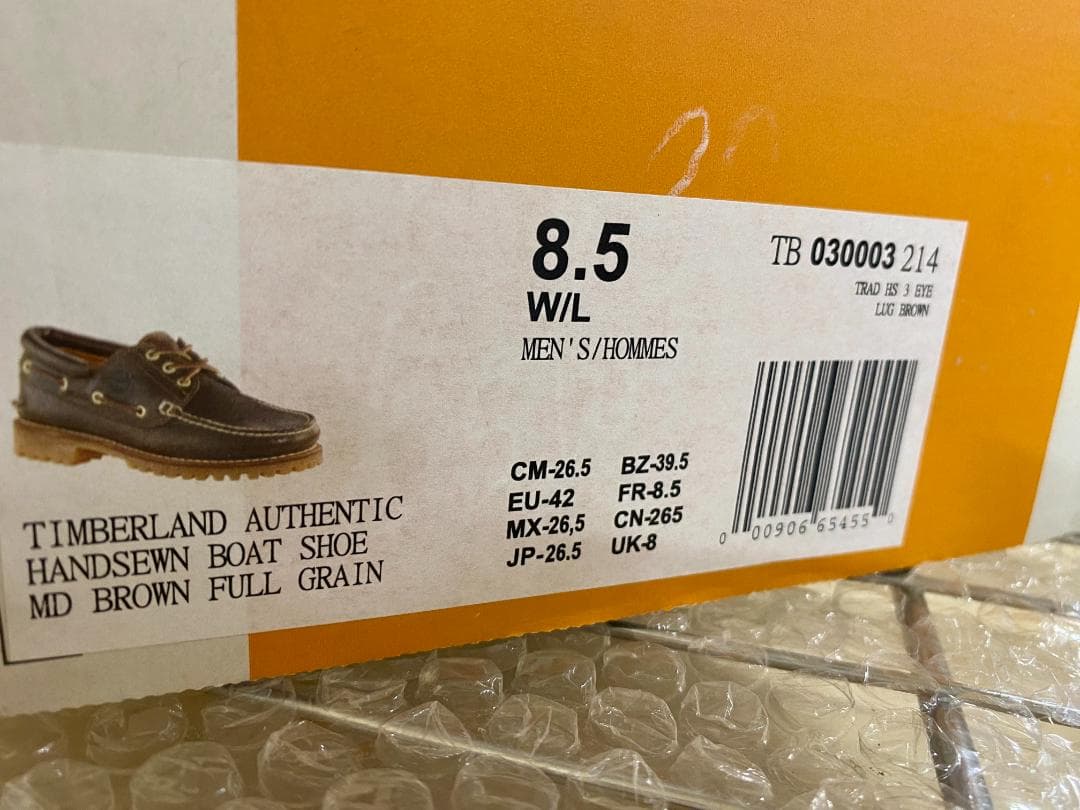 8.5
W/L
MEN'S/HOMMES
TB 030003 214
TRAD HS 3 EYE
LUG BROWN
CM-26.5 BZ-39.5
EU-42 FR-8.5
MX-26,5 CN-265
JP-26.5 UK-8
0 00906 65455 0
TIMBERLAND AUTHENTIC
HANDSEWN BOAT SHOE
MD BROWN FULL GRAIN